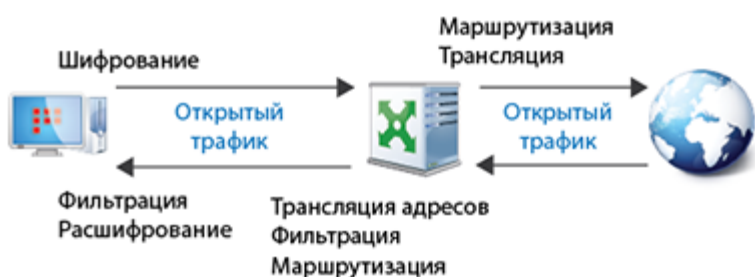 Маршрутизация
Трансляция
Шифрование
Открытый
трафик
Открытый
трафик
Фильтрация
Расшифрование
Трансляция адресов
Фильтрация
Маршрутизация